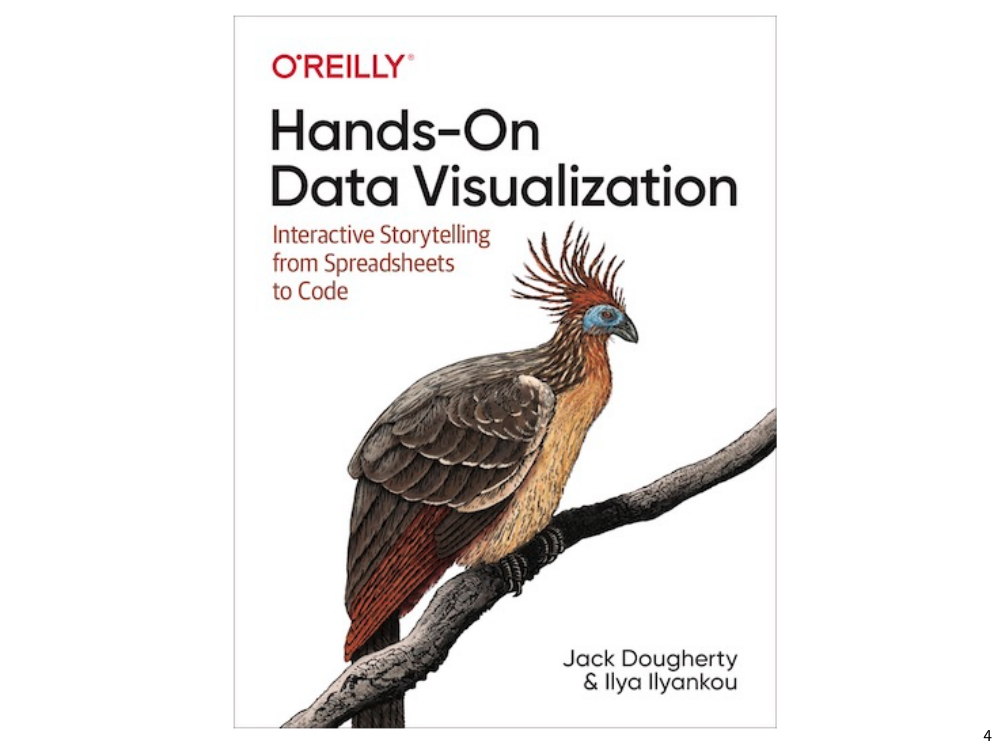 O'REILLY®
Hands-On
Data Visualization
Interactive Storytelling
from Spreadsheets
to Code
Jack Dougherty
& Ilya Ilyankou
4